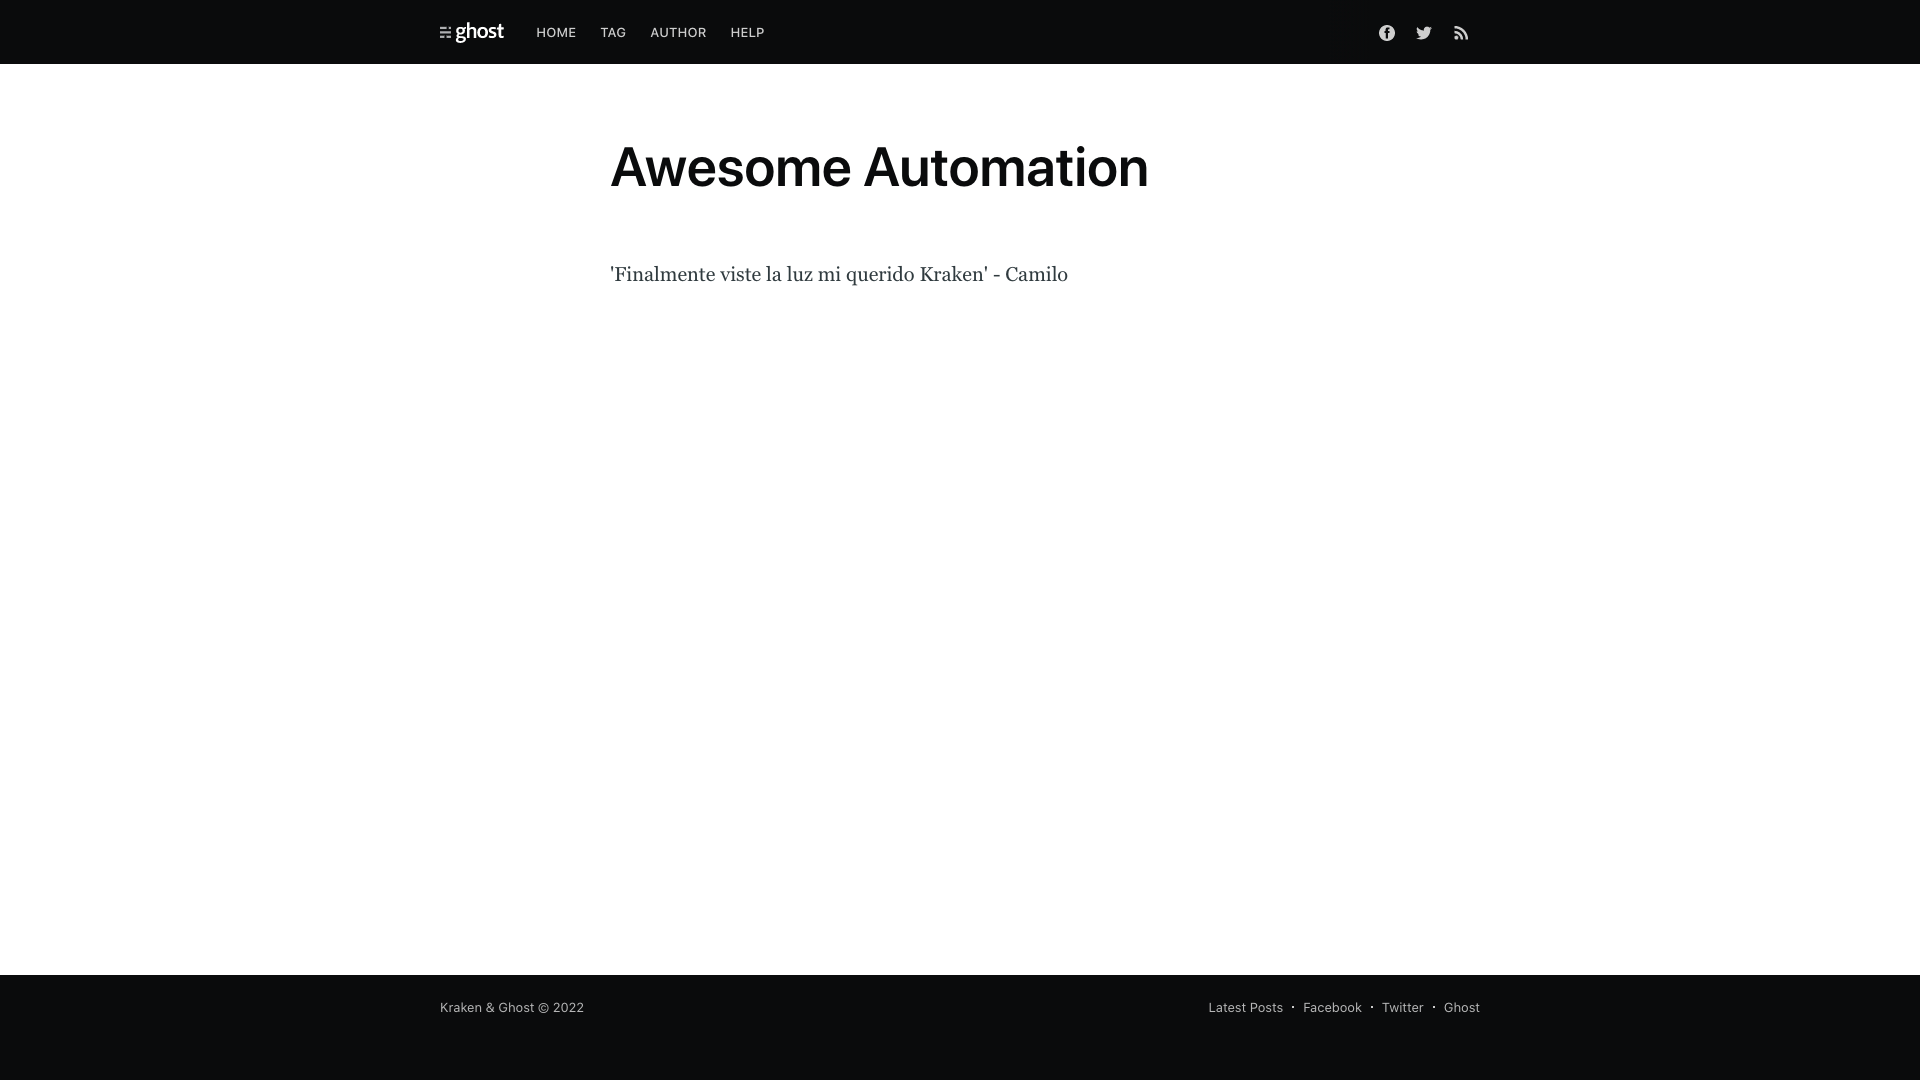 ghost
HOME
TAG
AUTHOR
HELP
Awesome Automation
'Finalmente viste la luz mi querido Kraken' - Camilo
Kraken & Ghost © 2022
Latest Posts • Facebook • Twitter • Ghost